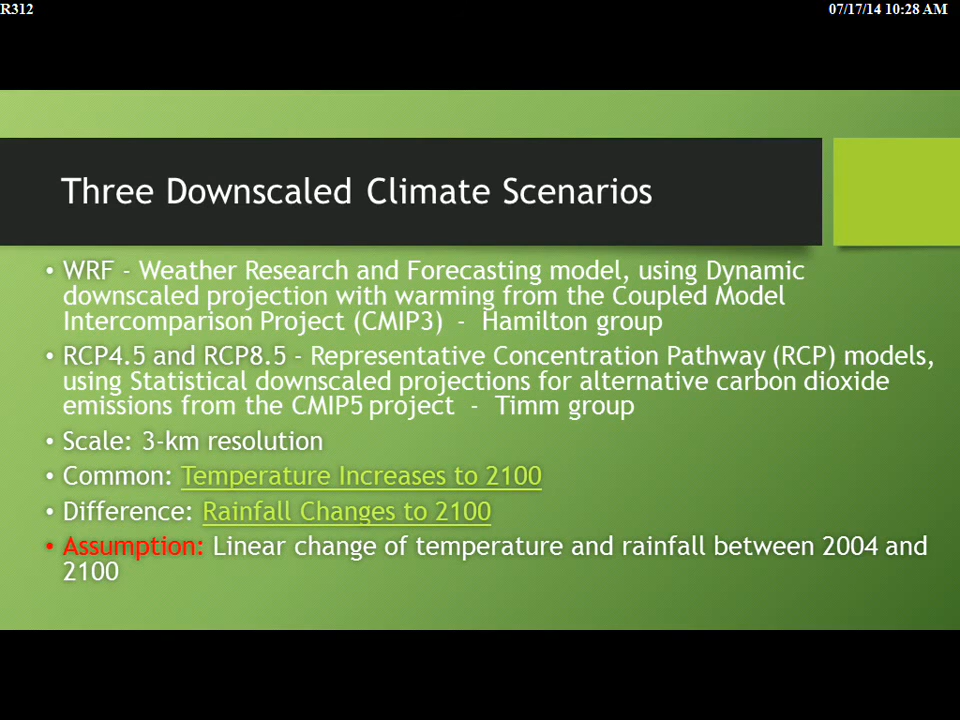 R312
07/17/14 10:28 AM
Three Downscaled Climate Scenarios
• WRF - Weather Research and Forecasting model, using Dynamic
downscaled projection with warming from the Coupled Model
Intercomparison Project (CMIP3)  -  Hamilton group
• RCP4.5 and RCP8.5 - Representative Concentration Pathway (RCP) models,
using Statistical downscaled projections for alternative carbon dioxide
emissions from the CMIP5 project  -  Timm group
• Scale: 3-km resolution
• Common: Temperature Increases to 2100
• Difference: Rainfall Changes to 2100
• Assumption: Linear change of temperature and rainfall between 2004 and
2100